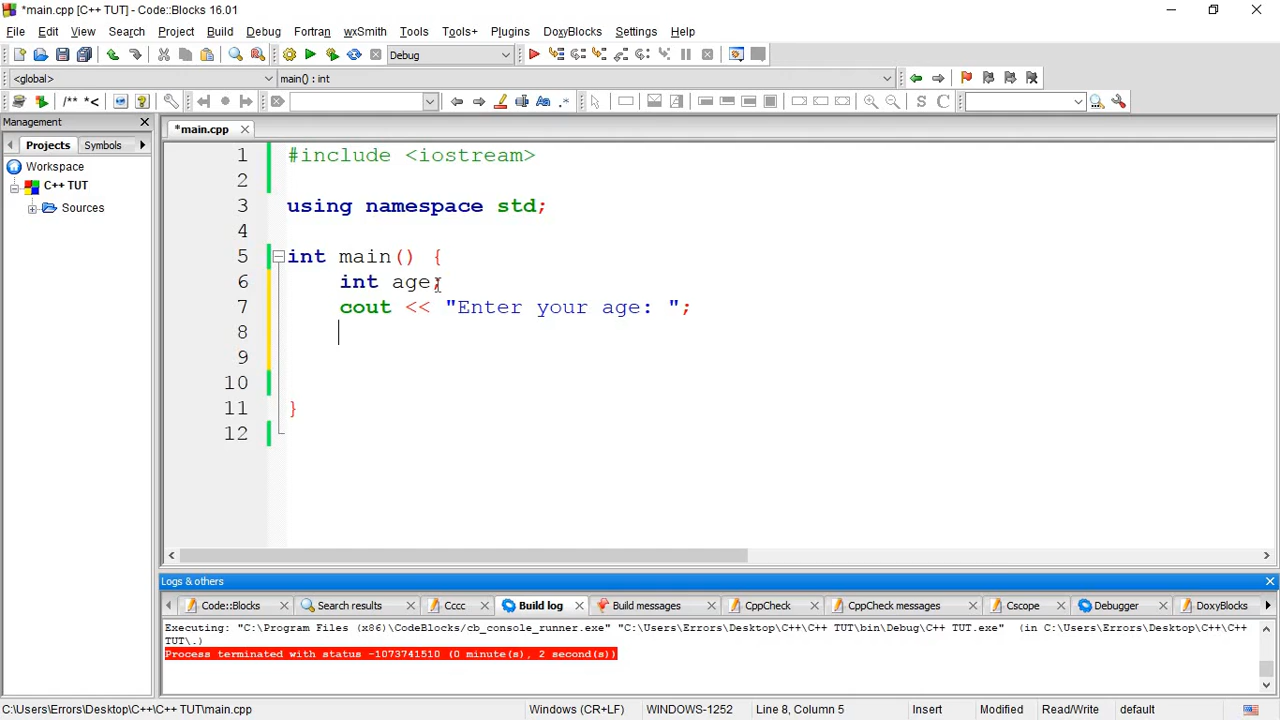 *main.cpp [C++ TUT] - Code::Blocks 16.01
File Edit View Search Project Build Debug Fortran wxSmith Tools Tools+ Plugins DoxyBlocks Settings Help
Debug
<global> main() : int
/** *<
S C
Management
*main.cpp
Projects Symbols
Workspace
C++ TUT
Sources
1 #include <iostream>
2
3 using namespace std;
4
5 int main() {
6 int age;
7 cout << "Enter your age: ";
8
9
10
11 }
12
Logs & others
Code::Blocks Search results Cccc Build log Build messages CppCheck CppCheck messages Cscope Debugger DoxyBlocks
Executing: "C:\Program Files (x86)\CodeBlocks/cb_console_runner.exe" "C:\Users\Errors\Desktop\C++\C++ TUT\bin\Debug\C++ TUT.exe"  (in C:\Users\Errors\Desktop\C++\C++
TUT\.)
Process terminated with status -1073741510 (0 minute(s), 2 second(s))
C:\Users\Errors\Desktop\C++\C++ TUT\main.cpp Windows (CR+LF) WINDOWS-1252 Line 8, Column 5 Insert Modified Read/Write default